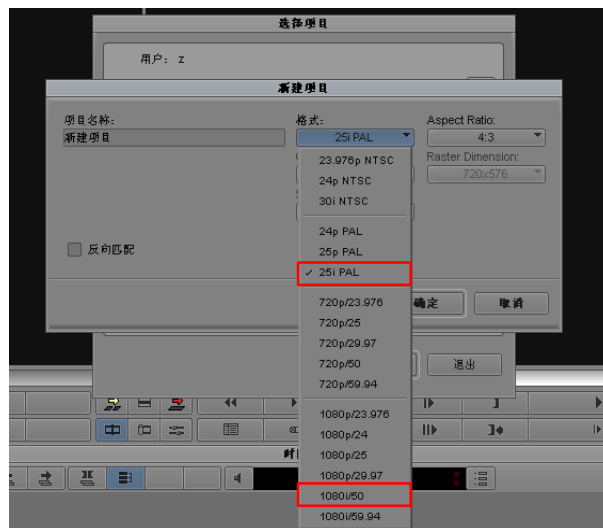 选择项目
用户: z
新建项目
项目名称:
格式:
Aspect Ratio:
新建项目
25i PAL
4:3
Raster Dimension:
720x576
23.976p NTSC
24p NTSC
30i NTSC
24p PAL
25p PAL
反向匹配
✓ 25i PAL
720p/23.976
确定
取消
720p/25
720p/29.97
720p/50
退出
720p/59.94
1080p/23.976
1080p/24
1080p/25
1080p/29.97
1080i/50
1080i/59.94